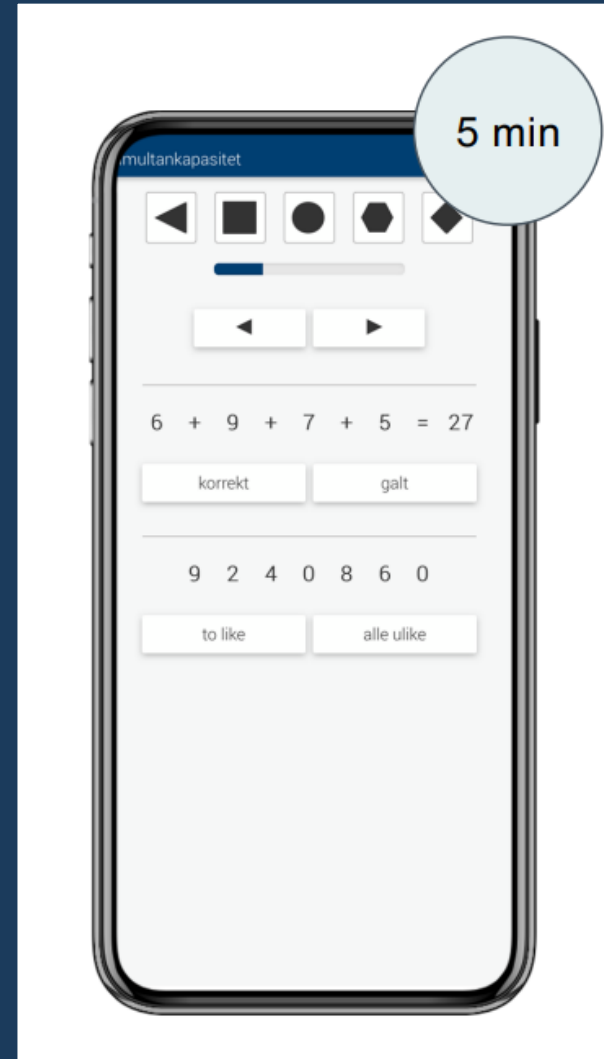 5 min
multankapasitet
6 + 9 + 7 + 5 = 27
korrekt galt
9 2 4 0 8 6 0
to like alle ulike